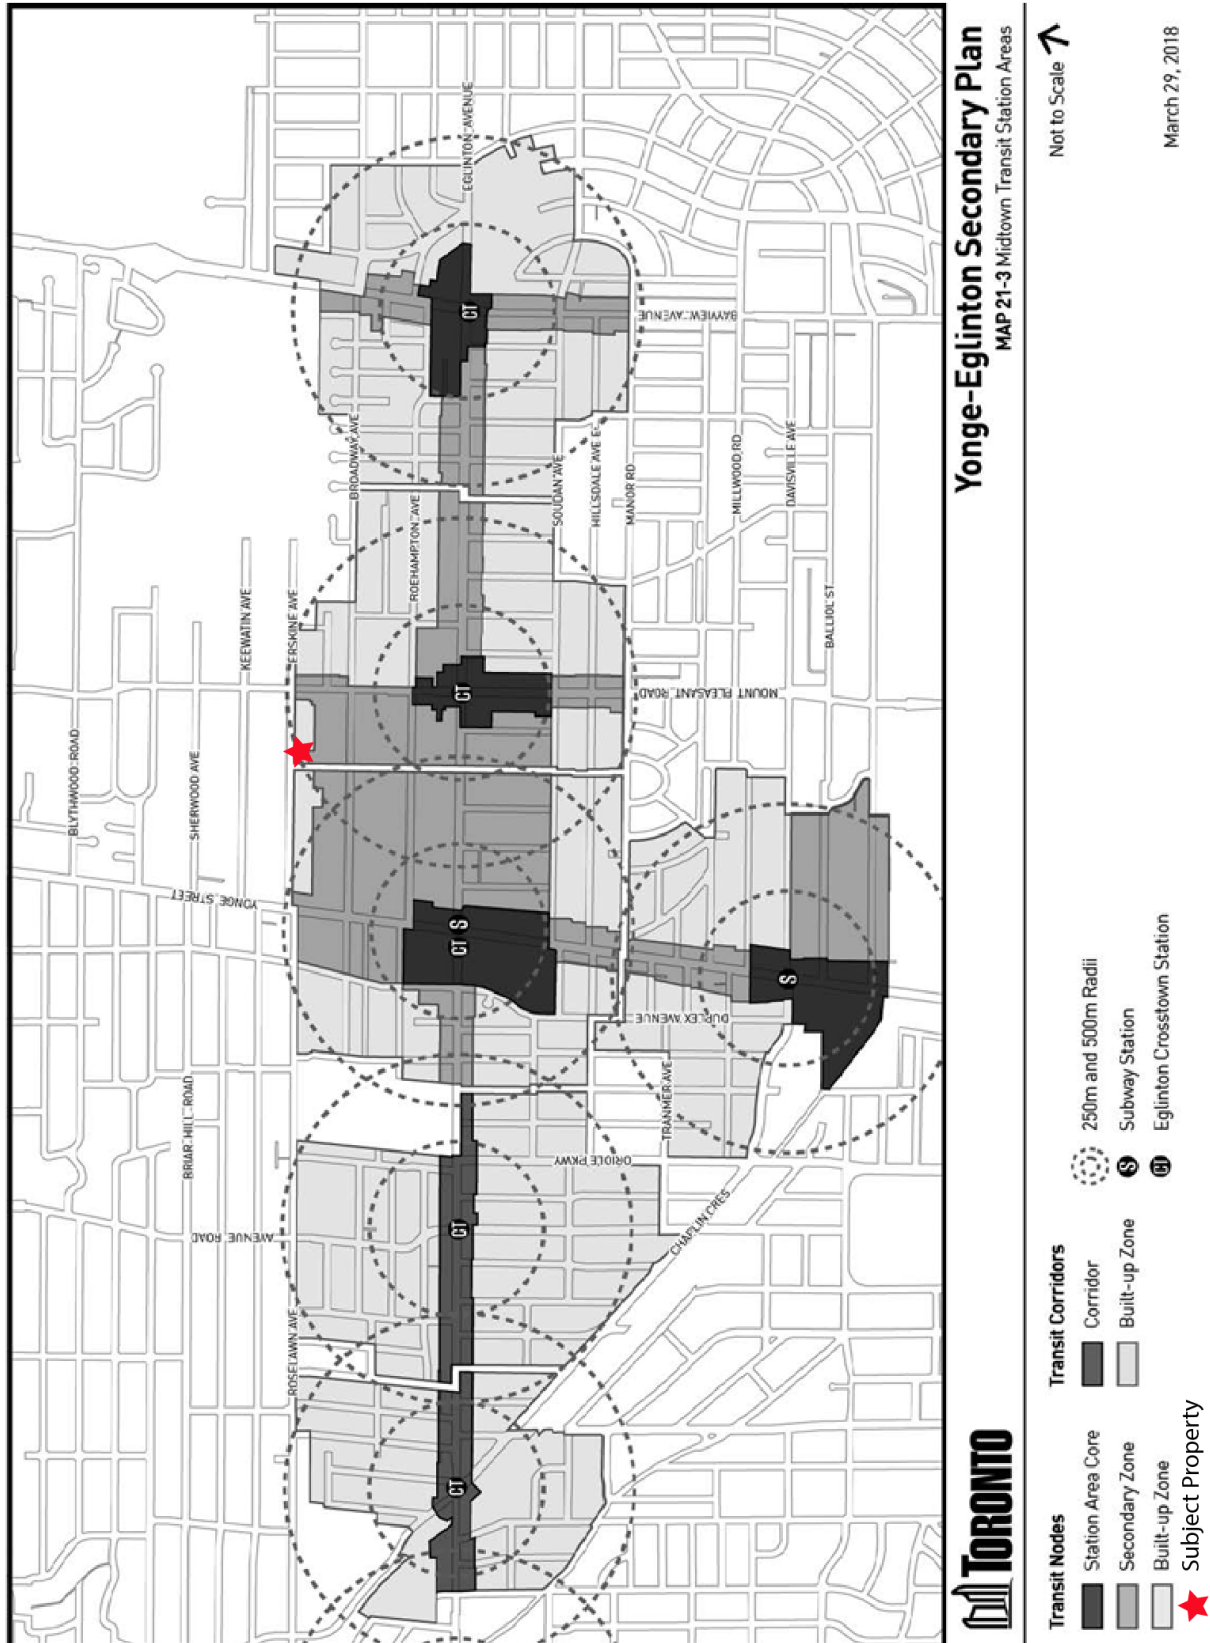 EGLINTON AVENUE
BAYVIEW AVENUE
BROADWAY AVE
ROEHAMPTON AVE
SOUDAN AVE
HILLSDALE AVE E
MANOR RD
MILLWOOD RD
DAVISVILLE AVE
BALLIOL ST
KEEWATIN AVE
ERSKINE AVE
MOUNT PLEASANT ROAD
BLYTHWOOD ROAD
SHERWOOD AVE
YONGE STREET
DUPLEX AVENUE
TRANMER AVE
ORIOLE PKWY
CHAPLIN CRES
BRIAR HILL ROAD
AVENUE ROAD
ROSELAWN AVE
CT
CT
CT S
S
CT
CT
Yonge-Eglinton Secondary Plan
MAP 21-3 Midtown Transit Station Areas
TORONTO
Transit Nodes
Station Area Core
Secondary Zone
Built-up Zone
Subject Property
Transit Corridors
Corridor
Built-up Zone
250m and 500m Radii
S Subway Station
CT Eglinton Crosstown Station
Not to Scale
March 29, 2018